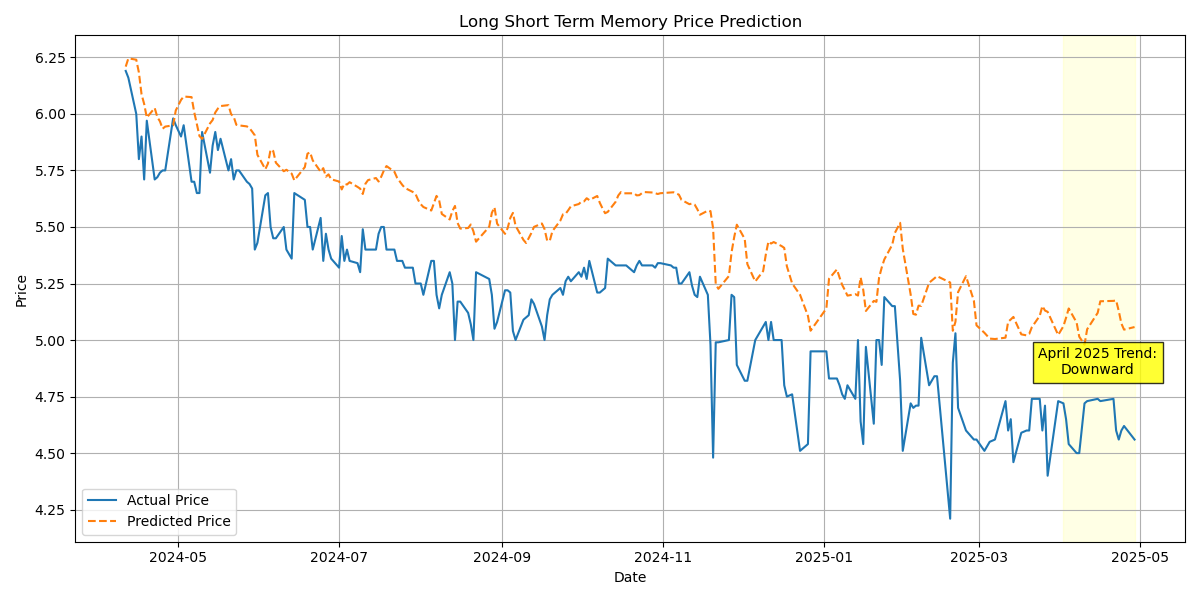 Long Short Term Memory Price Prediction
Price
6.25
6.00
5.75
5.50
5.25
5.00
4.75
4.50
4.25
April 2025 Trend:
Downward
Actual Price
Predicted Price
2024-05 2024-07 2024-09 2024-11 2025-01 2025-03 2025-05
Date